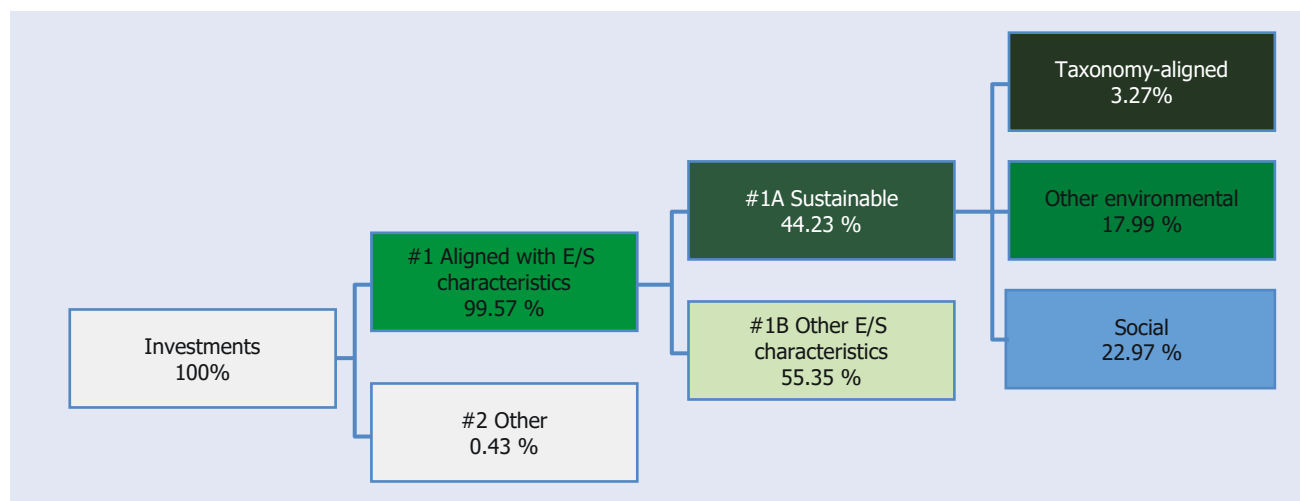 Investments
100%
#1 Aligned with E/S
characteristics
99.57 %
#2 Other
0.43 %
#1A Sustainable
44.23 %
#1B Other E/S
characteristics
55.35 %
Taxonomy-aligned
3.27%
Other environmental
17.99 %
Social
22.97 %